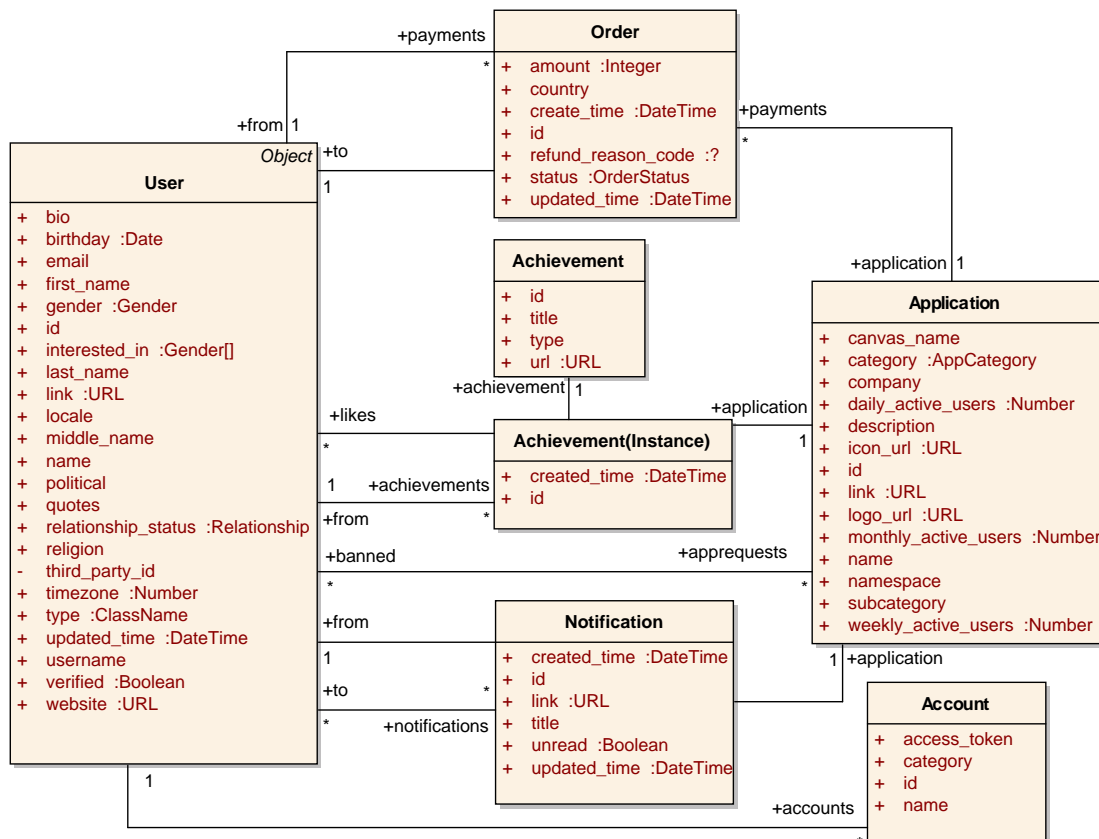 +payments
*
+from 1
Order
+ amount :Integer
+ country
+ create_time :DateTime
+ id
+ refund_reason_code :?
+ status :OrderStatus
+ updated_time :DateTime
+payments
*
+application 1
Object
User
+ bio
+ birthday :Date
+ email
+ first_name
+ gender :Gender
+ id
+ interested_in :Gender[]
+ last_name
+ link :URL
+ locale
+ middle_name
+ name
+ political
+ quotes
+ relationship_status :Relationship
+ religion
- third_party_id
+ timezone :Number
+ type :ClassName
+ updated_time :DateTime
+ username
+ verified :Boolean
+ website :URL
+to
1
Achievement
+ id
+ title
+ type
+ url :URL
+achievement 1
+likes
*
Achievement(Instance)
+ created_time :DateTime
+ id
+application
1
1 +achievements
+from *
+banned +apprequests
* *
Application
+ canvas_name
+ category :AppCategory
+ company
+ daily_active_users :Number
+ description
+ icon_url :URL
+ id
+ link :URL
+ logo_url :URL
+ monthly_active_users :Number
+ name
+ namespace
+ subcategory
+ weekly_active_users :Number
+from
1
+to *
* +notifications
Notification
+ created_time :DateTime
+ id
+ link :URL
+ title
+ unread :Boolean
+ updated_time :DateTime
1 +application
Account
+ access_token
+ category
+ id
+ name
1
+accounts
*